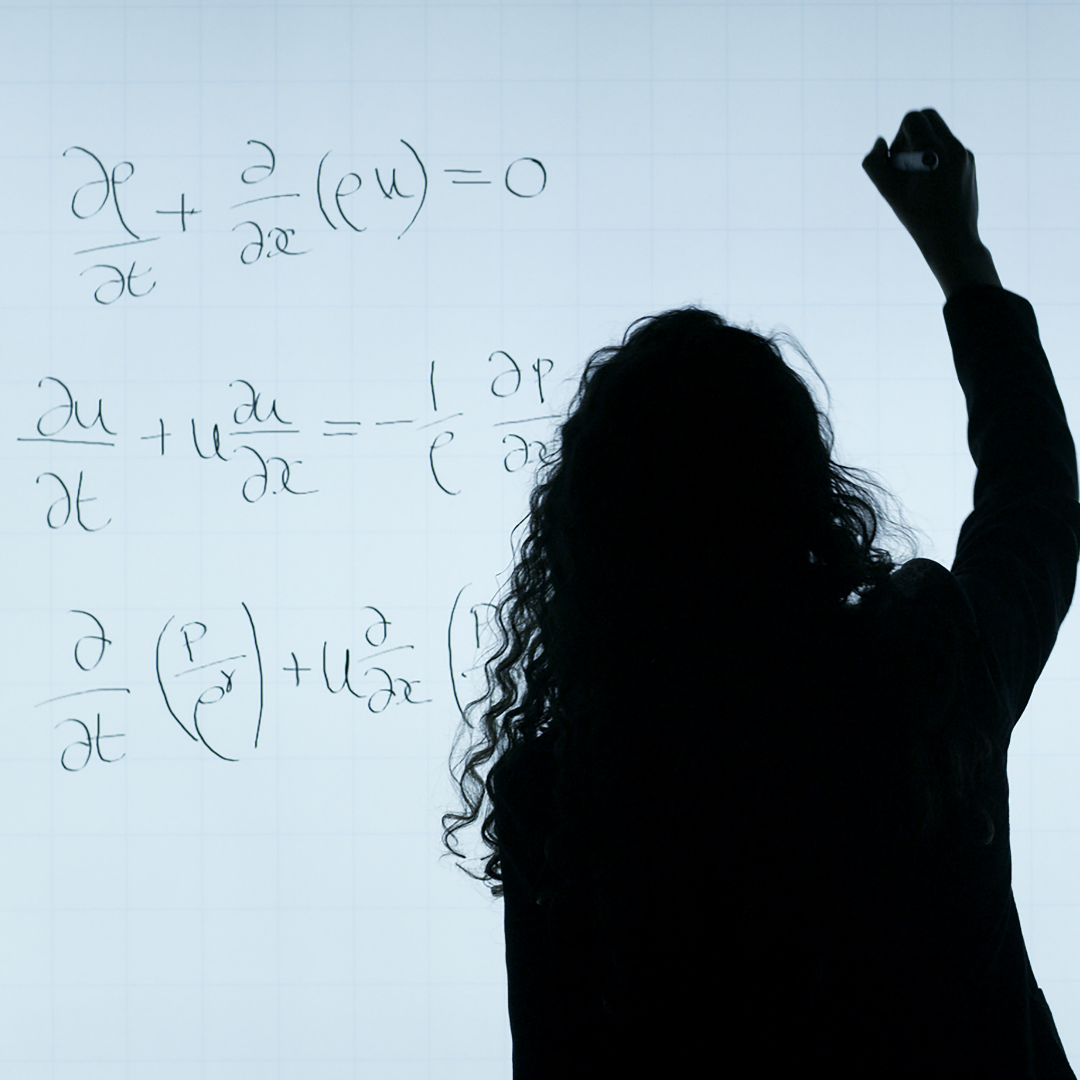 ∂ρ/∂t + ∂/∂x (ρu) = 0
∂u/∂t + u ∂u/∂x = - 1/ρ ∂p/∂x
∂/∂t (p/ρ^γ) + u ∂/∂x (p